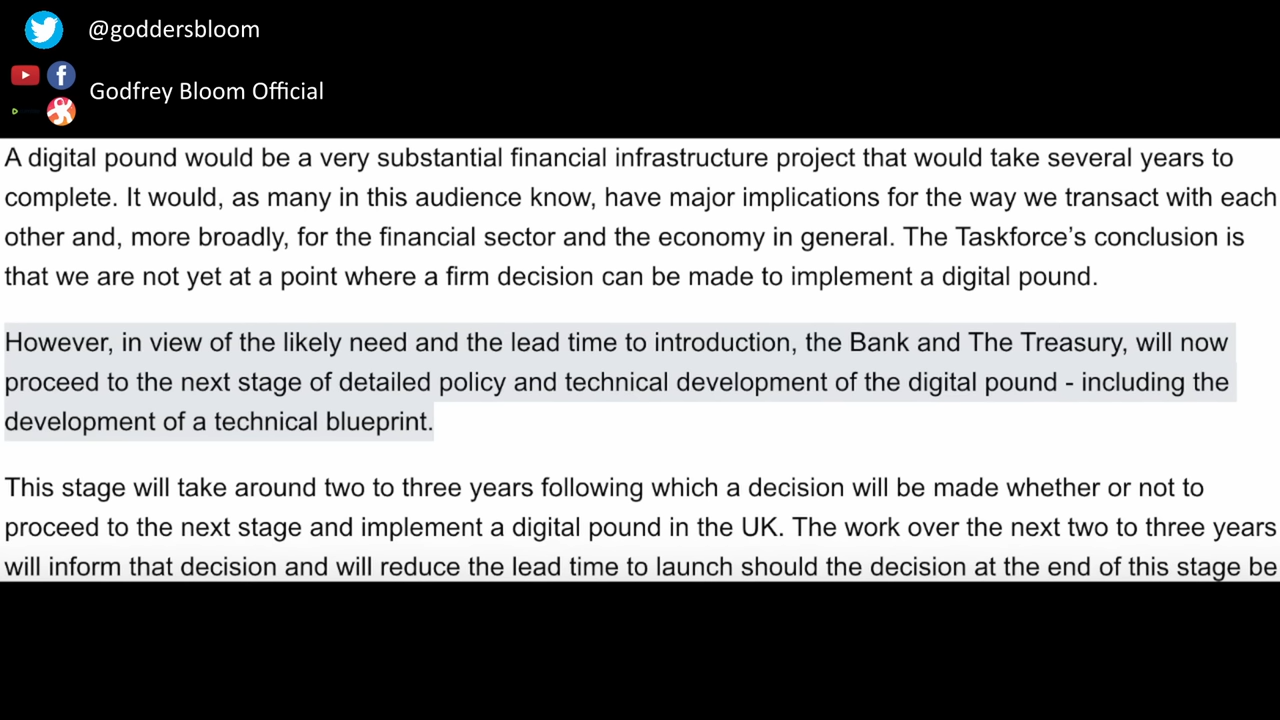 @goddersbloom
Godfrey Bloom Official
A digital pound would be a very substantial financial infrastructure project that would take several years to
complete. It would, as many in this audience know, have major implications for the way we transact with each
other and, more broadly, for the financial sector and the economy in general. The Taskforce’s conclusion is
that we are not yet at a point where a firm decision can be made to implement a digital pound.
However, in view of the likely need and the lead time to introduction, the Bank and The Treasury, will now
proceed to the next stage of detailed policy and technical development of the digital pound - including the
development of a technical blueprint.
This stage will take around two to three years following which a decision will be made whether or not to
proceed to the next stage and implement a digital pound in the UK. The work over the next two to three years
will inform that decision and will reduce the lead time to launch should the decision at the end of this stage be